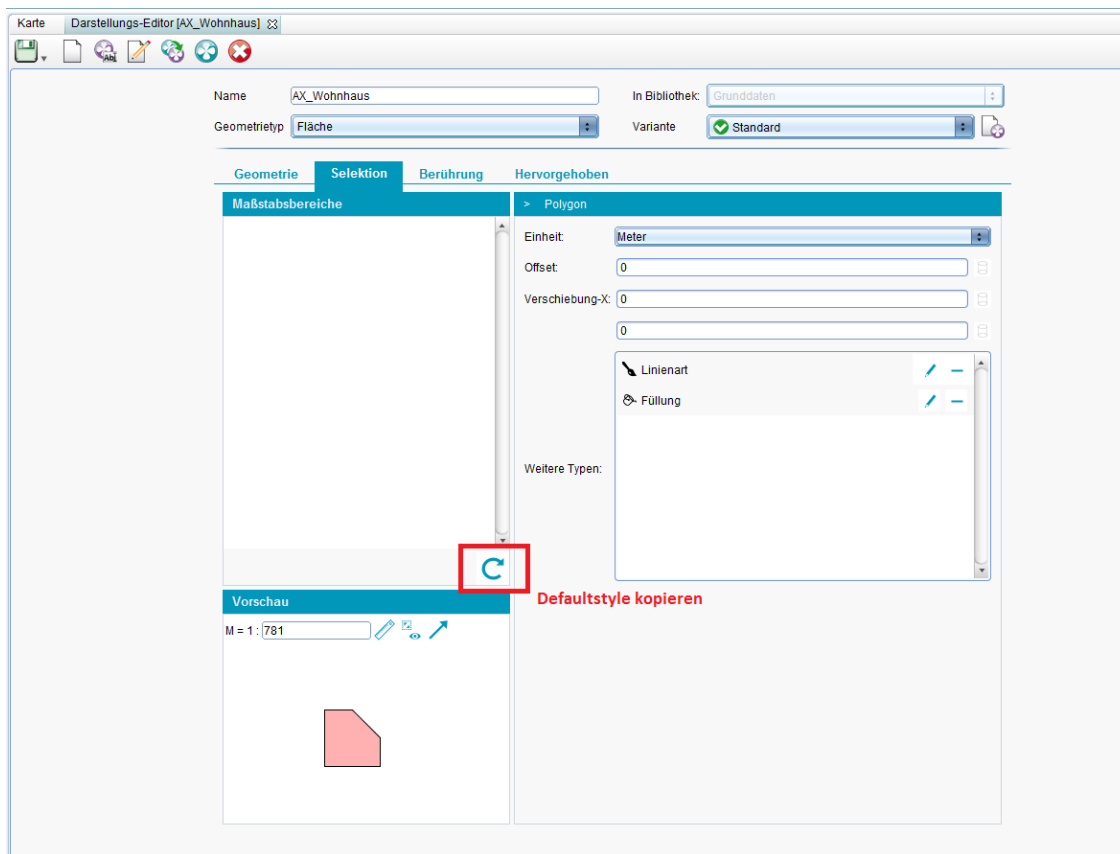 Karte Darstellungs-Editor [AX_Wohnhaus]
Abj
Name AX_Wohnhaus In Bibliothek: Grunddaten
Geometrietyp Fläche Variante Standard
Geometrie Selektion Berührung Hervorgehoben
Maßstabsbereiche > Polygon
Einheit: Meter
Offset: 0
Verschiebung-X: 0
0
Linienart
Füllung
Weitere Typen:
Defaultstyle kopieren
Vorschau
M = 1 : 781